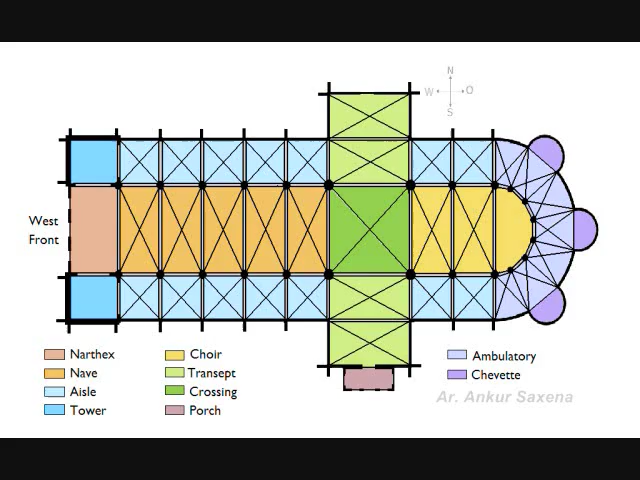 N
W O
S
West
Front
Narthex
Nave
Aisle
Tower
Choir
Transept
Crossing
Porch
Ambulatory
Chevette
Ar. Ankur Saxena